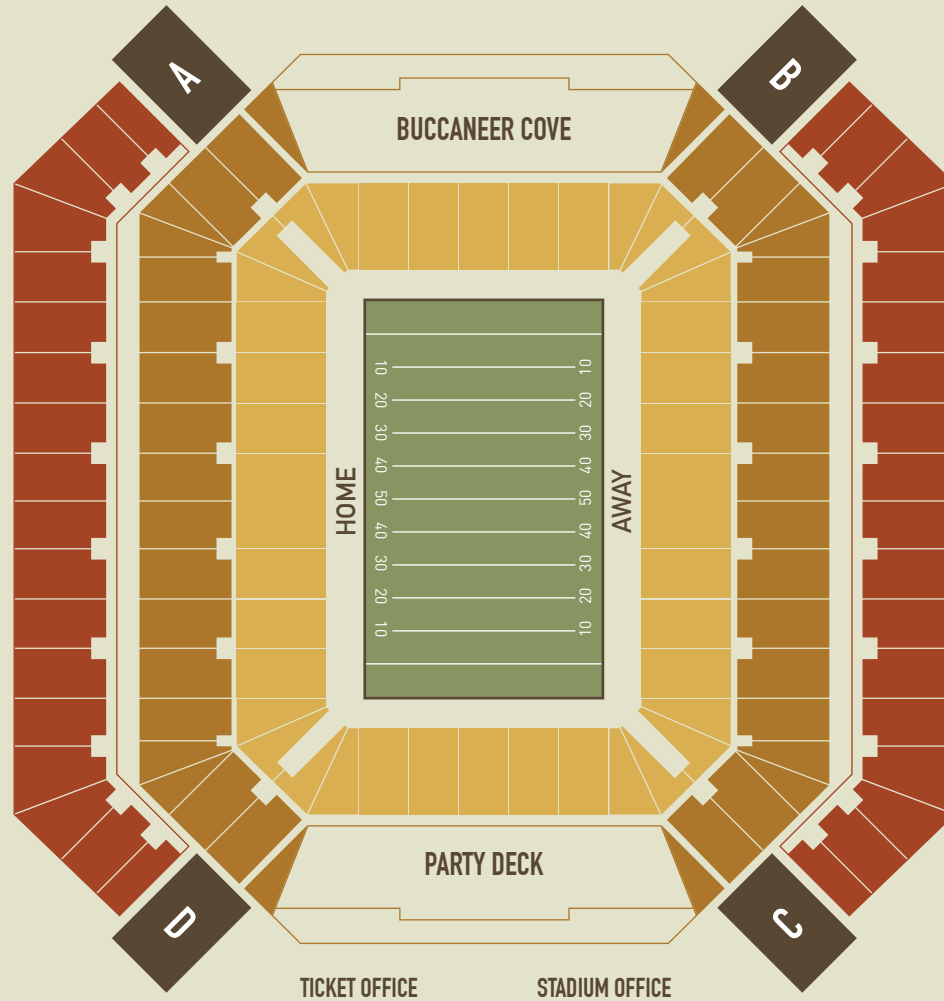 A
B
BUCCANEER COVE
10 10
20 20
30 30
40 40
HOME
50 50
AWAY
40 40
30 30
20 20
10 10
PARTY DECK
D
C
TICKET OFFICE
STADIUM OFFICE